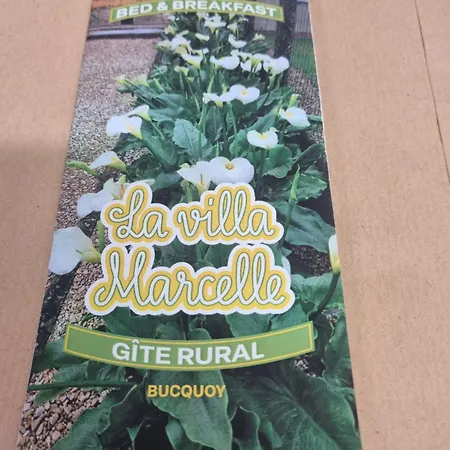 BED & BREAKFAST
La villa
Marcelle
GÎTE RURAL
BUCQUOY